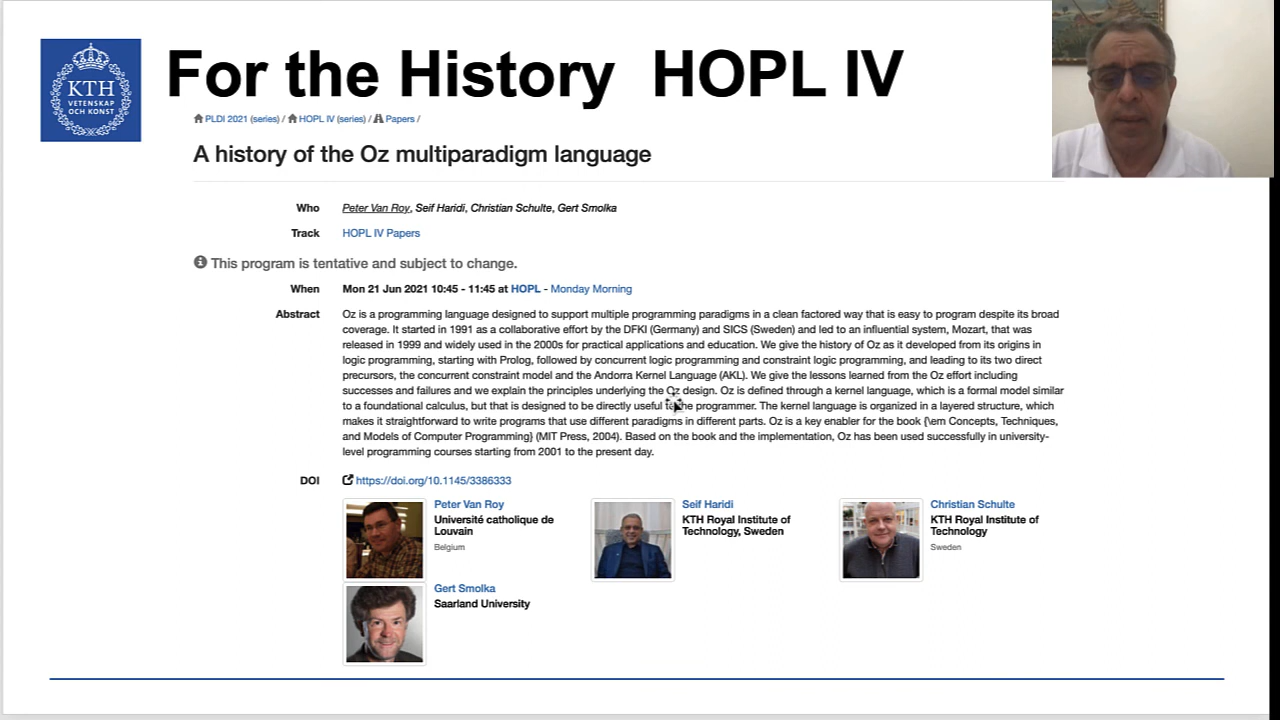 KTH
VETENSKAP
OCH KONST
For the History HOPL IV
PLDI 2021 (series) / HOPL IV (series) / Papers /
A history of the Oz multiparadigm language
Who Peter Van Roy, Seif Haridi, Christian Schulte, Gert Smolka
Track HOPL IV Papers
This program is tentative and subject to change.
When Mon 21 Jun 2021 10:45 - 11:45 at HOPL - Monday Morning
Abstract Oz is a programming language designed to support multiple programming paradigms in a clean factored way that is easy to program despite its broad
coverage. It started in 1991 as a collaborative effort by the DFKI (Germany) and SICS (Sweden) and led to an influential system, Mozart, that was
released in 1999 and widely used in the 2000s for practical applications and education. We give the history of Oz as it developed from its origins in
logic programming, starting with Prolog, followed by concurrent logic programming and constraint logic programming, and leading to its two direct
precursors, the concurrent constraint model and the Andorra Kernel Language (AKL). We give the lessons learned from the Oz effort including
successes and failures and we explain the principles underlying the Oz design. Oz is defined through a kernel language, which is a formal model similar
to a foundational calculus, but that is designed to be directly useful to the programmer. The kernel language is organized in a layered structure, which
makes it straightforward to write programs that use different paradigms in different parts. Oz is a key enabler for the book {\em Concepts, Techniques,
and Models of Computer Programming} (MIT Press, 2004). Based on the book and the implementation, Oz has been used successfully in university-
level programming courses starting from 2001 to the present day.
DOI https://doi.org/10.1145/3386333
Peter Van Roy
Université catholique de
Louvain
Belgium
Seif Haridi
KTH Royal Institute of
Technology, Sweden
Christian Schulte
KTH Royal Institute of
Technology
Sweden
Gert Smolka
Saarland University